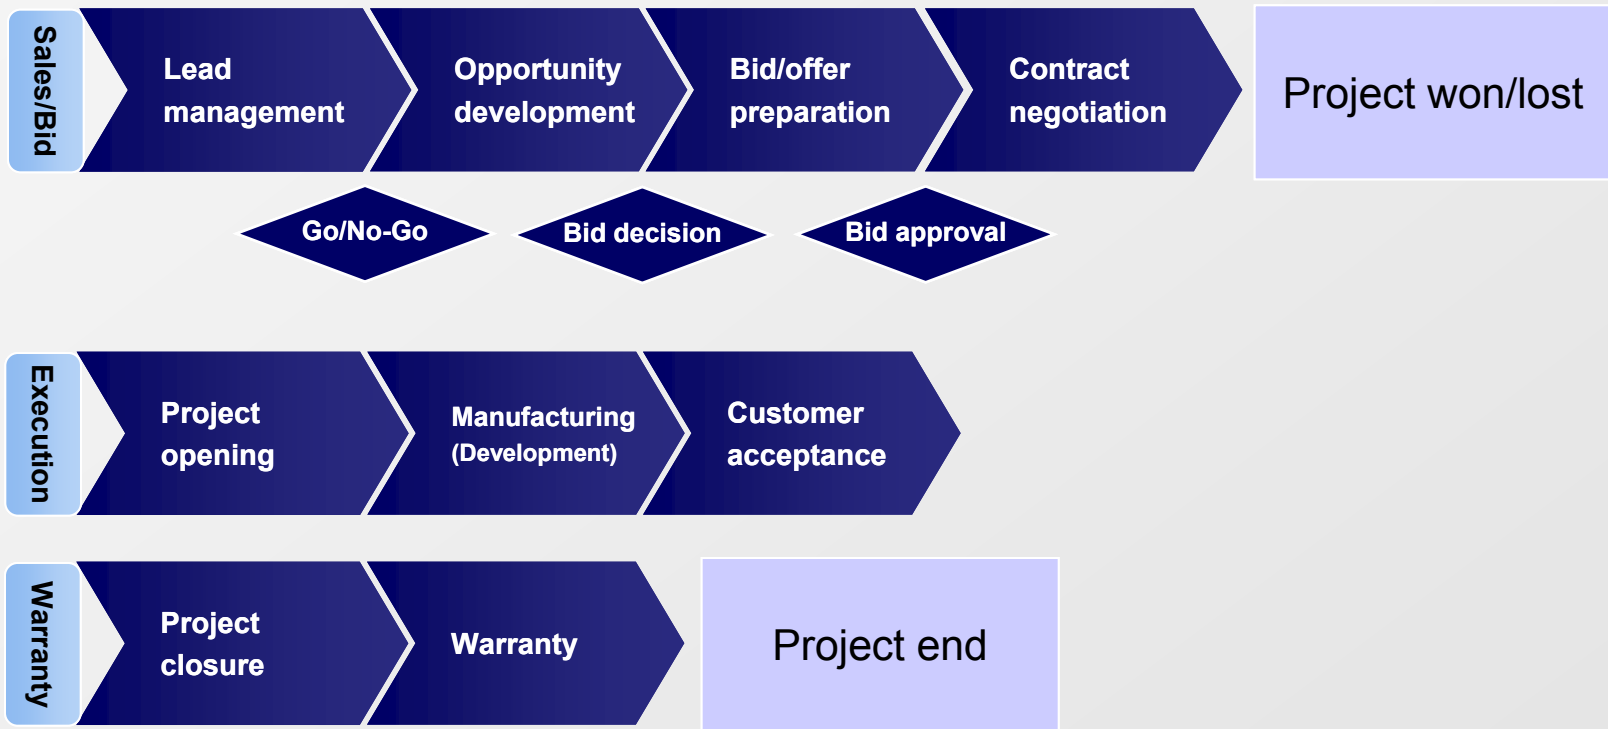 Sales/Bid
Lead
management
Opportunity
development
Bid/offer
preparation
Contract
negotiation
Project won/lost
Go/No-Go
Bid decision
Bid approval
Execution
Project
opening
Manufacturing
(Development)
Customer
acceptance
Warranty
Project
closure
Warranty
Project end